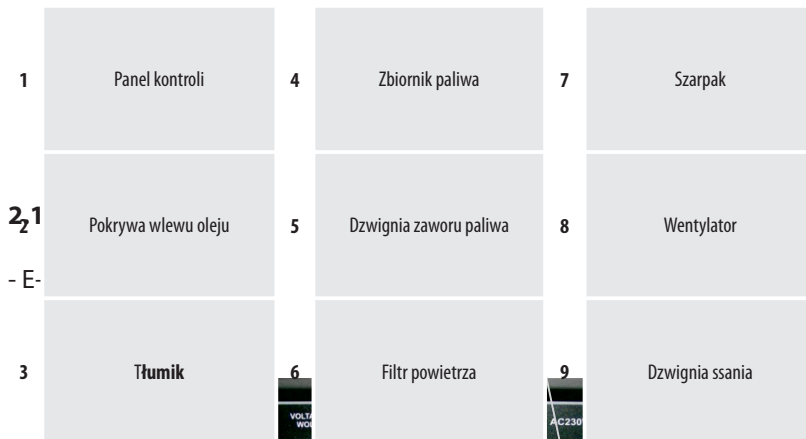 1 Panel kontroli 4 Zbiornik paliwa 7 Szarpak
2.1
2 Pokrywa wlewu oleju 5 Dzwignia zaworu paliwa 8 Wentylator
- E-
3 Tłumik 6 Filtr powietrza 9 Dzwignia ssania
AC230